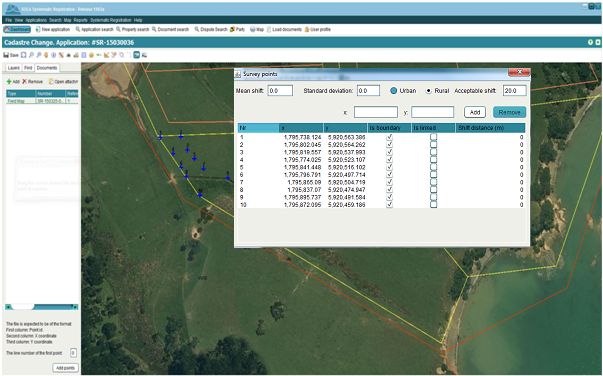 SOLA Systematic Registration - Release 1503a
File View Applications Search Map Reports Systematic Registration Help
Dashboard New application Application search Property search Document search Dispute Search Party Map Load documents User profile
Cadastre Change. Application: #SR-15030036
Save
Layers Find Documents
Add Remove Open attachm
Type Number
Field Map 1
Survey points
Mean shift: 0.0 Standard deviation: 0.0 Urban Rural Acceptable shift: 20.0
x: y: Add Remove
Nr x y Is boundary Is linked Shift distance (m)
1 1,795,738.124 5,920,563.386 0
2 1,795,802.045 5,920,564.262 0
3 1,795,819.557 5,920,537.993 0
4 1,795,774.025 5,920,523.107 0
5 1,795,841.448 5,920,516.102 0
6 1,795,796.791 5,920,497.714 0
7 1,795,865.09 5,920,504.719 0
8 1,795,837.07 5,920,474.947 0
9 1,795,895.737 5,920,491.584 0
10 1,795,872.095 5,920,459.186 0
The file is expected to be of the format:
First column: Point id
Second column: X coordinate
Third column: Y coordinate.
The line number of the first point: 0
Add points